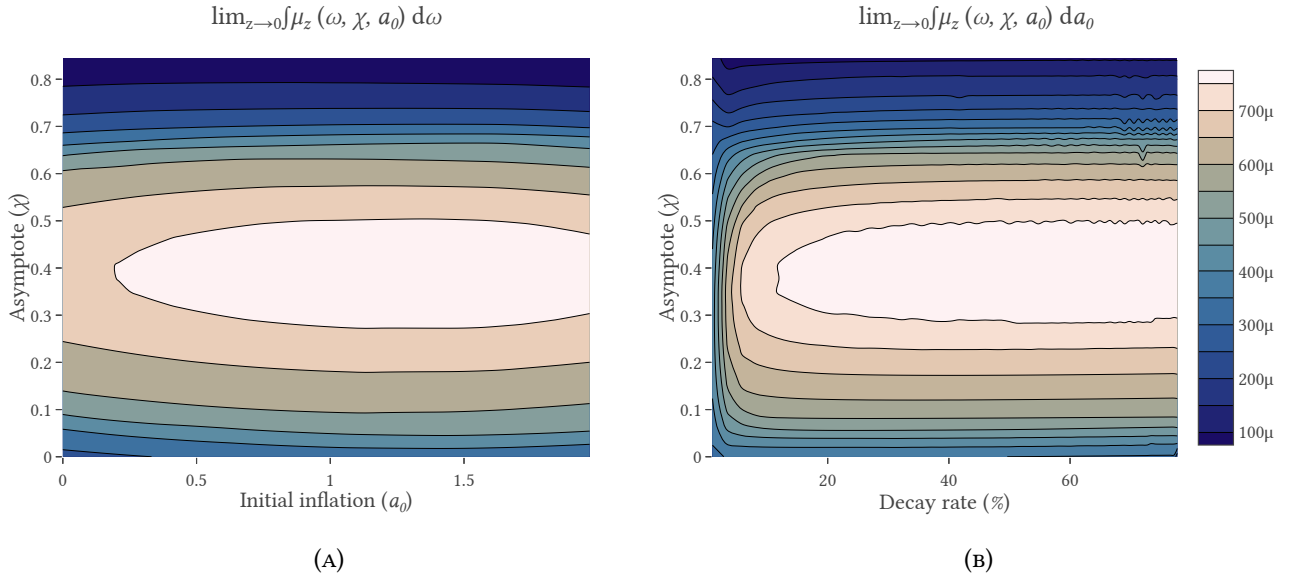 lim_{z→0}∫μ_z (ω, χ, a_0) dω
Asymptote (χ)
0.8
0.7
0.6
0.5
0.4
0.3
0.2
0.1
0
0
0.5
1
1.5
Initial inflation (a_0)
(A)
lim_{z→0}∫μ_z (ω, χ, a_0) da_0
Asymptote (χ)
0.8
0.7
0.6
0.5
0.4
0.3
0.2
0.1
0
20
40
60
Decay rate (%)
700μ
600μ
500μ
400μ
300μ
200μ
100μ
(B)